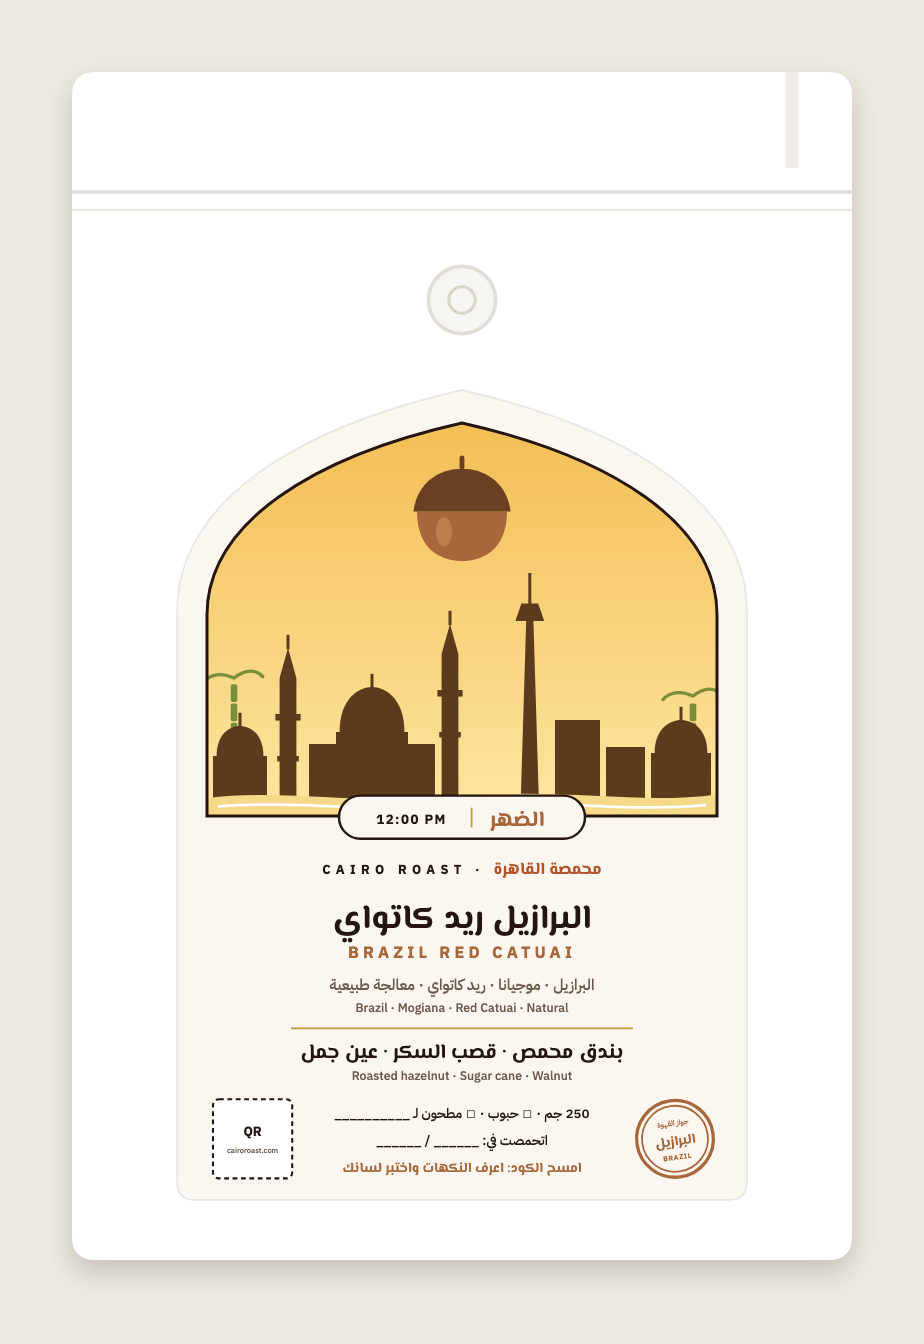 12:00 PM | الضهر
CAIRO ROAST · محمصة القاهرة
البرازيل ريد كاتواي
BRAZIL RED CATUAI
البرازيل · موجيانا · ريد كاتواي · معالجة طبيعية
Brazil · Mogiana · Red Catuai · Natural
بندق محمص · قصب السكر · عين جمل
Roasted hazelnut · Sugar cane · Walnut
250 جم · □ حبوب · □ مطحون لـ __________
اتحمصت في: ______ / ______
امسح الكود: اعرف النكهات واختبر لسانك
QR
cairoroast.com
جواز القهوة
البرازيل
BRAZIL